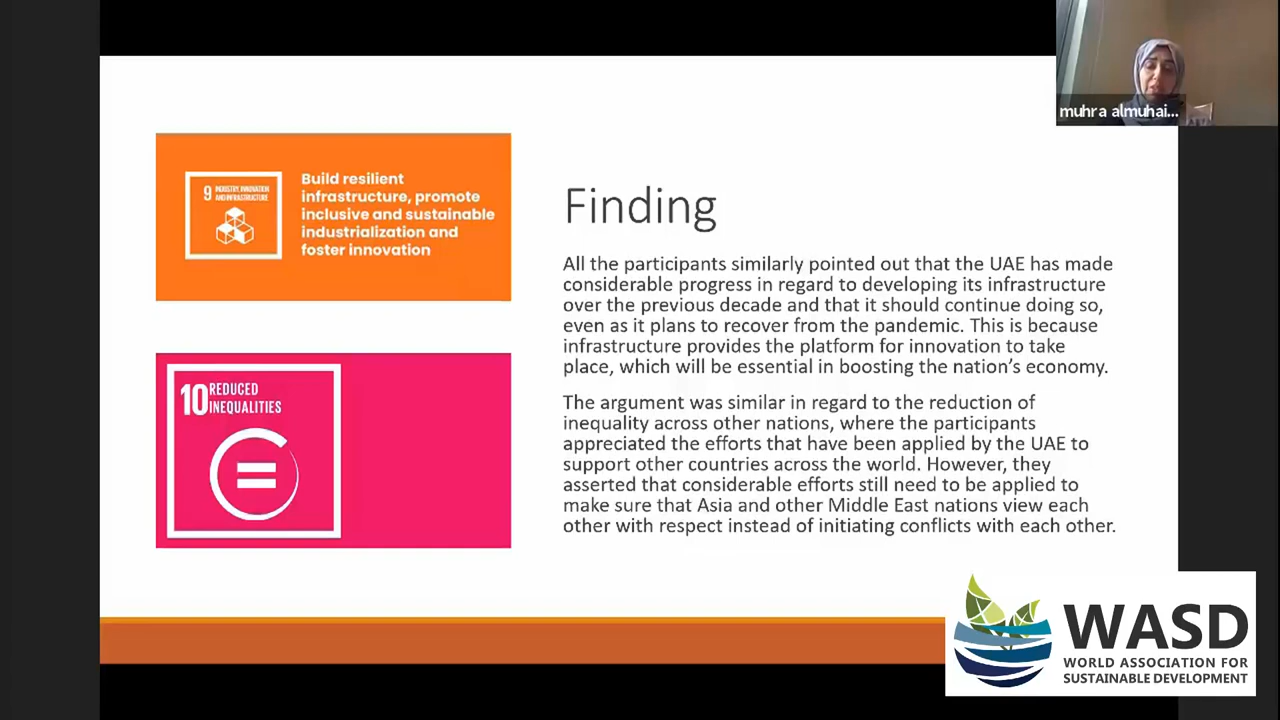 muhra almuhai...
9 INDUSTRY, INNOVATION
AND INFRASTRUCTURE
Build resilient
infrastructure, promote
inclusive and sustainable
industrialization and
foster innovation
10 REDUCED
INEQUALITIES
Finding
All the participants similarly pointed out that the UAE has made
considerable progress in regard to developing its infrastructure
over the previous decade and that it should continue doing so,
even as it plans to recover from the pandemic. This is because
infrastructure provides the platform for innovation to take
place, which will be essential in boosting the nation's economy.
The argument was similar in regard to the reduction of
inequality across other nations, where the participants
appreciated the efforts that have been applied by the UAE to
support other countries across the world. However, they
asserted that considerable efforts still need to be applied to
make sure that Asia and other Middle East nations view each
other with respect instead of initiating conflicts with each other.
WASD
WORLD ASSOCIATION FOR
SUSTAINABLE DEVELOPMENT